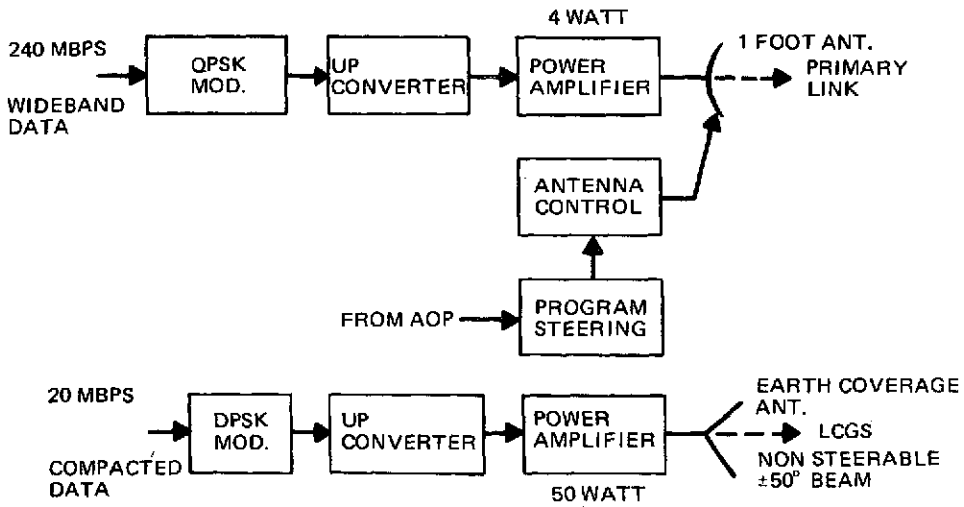 4 WATT
240 MBPS
WIDEBAND
DATA
QPSK
MOD.
UP
CONVERTER
POWER
AMPLIFIER
1 FOOT ANT.
PRIMARY
LINK
ANTENNA
CONTROL
FROM AOP
PROGRAM
STEERING
20 MBPS
COMPACTED
DATA
DPSK
MOD.
UP
CONVERTER
POWER
AMPLIFIER
50 WATT
EARTH COVERAGE
ANT.
LCGS
NON STEERABLE
±50° BEAM